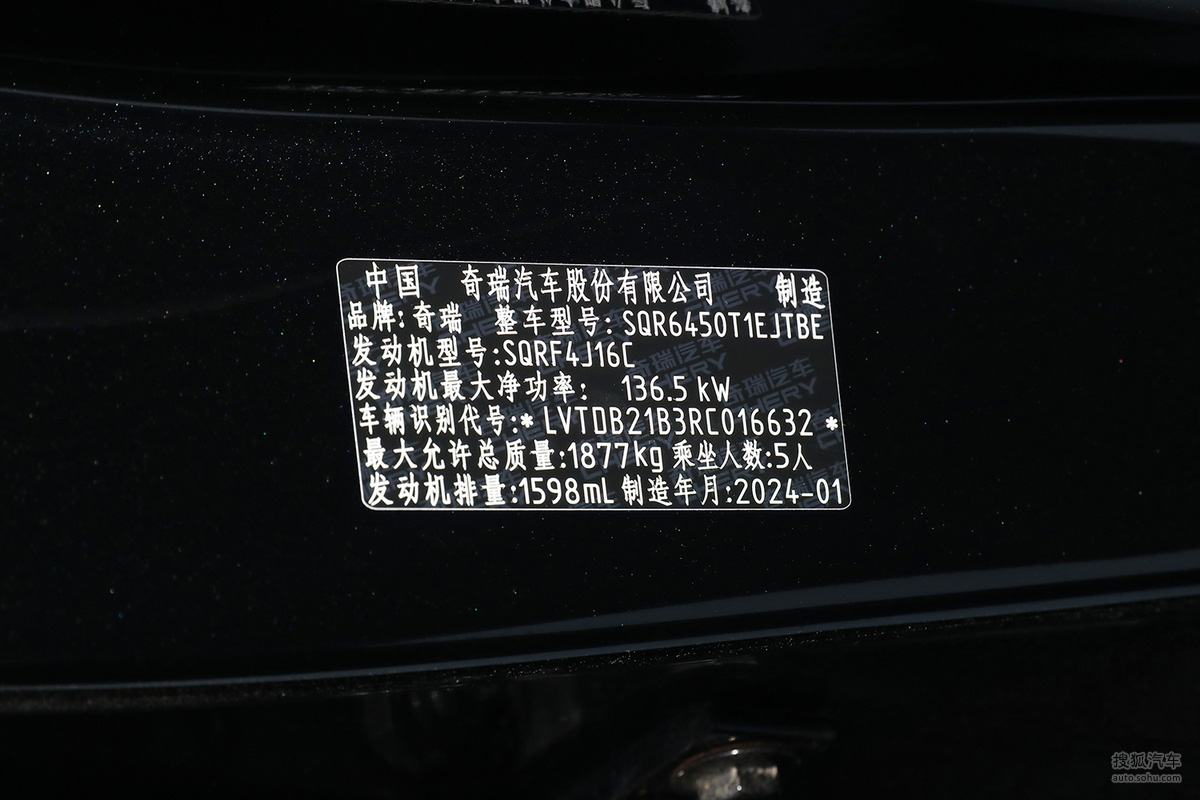 中国 奇瑞汽车股份有限公司 制造
品牌:奇瑞 整车型号:SQR6450T1EJTBE
发动机型号:SQRF4J16C
发动机最大净功率: 136.5 kW
车辆识别代号:*LVTDB21B3RC016632*
最大允许总质量:1877kg 乘坐人数:5人
发动机排量:1598mL 制造年月:2024-01
搜狐汽车
auto.sohu.com